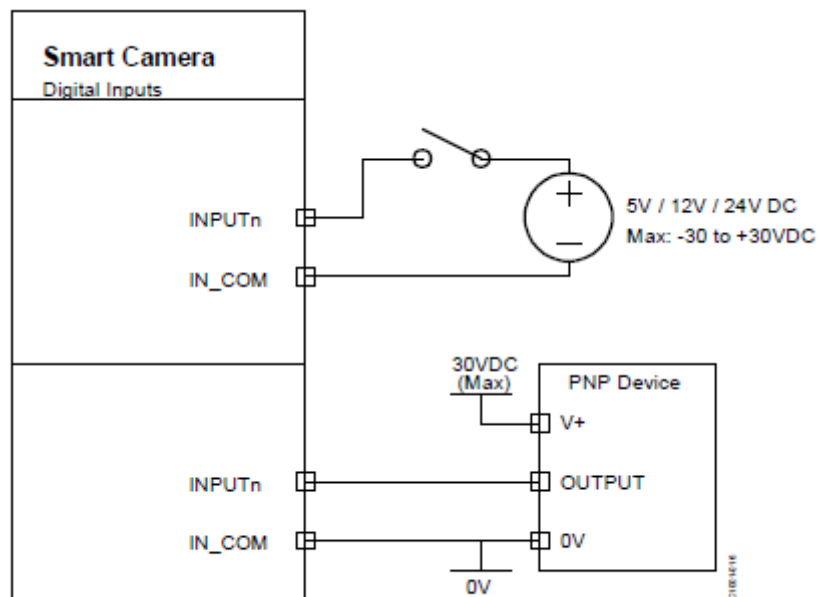 Smart Camera
Digital Inputs
INPUTn
IN_COM
+
5V / 12V / 24V DC
Max: -30 to +30VDC
30VDC
(Max)
PNP Device
V+
INPUTn
OUTPUT
IN_COM
0V
0V